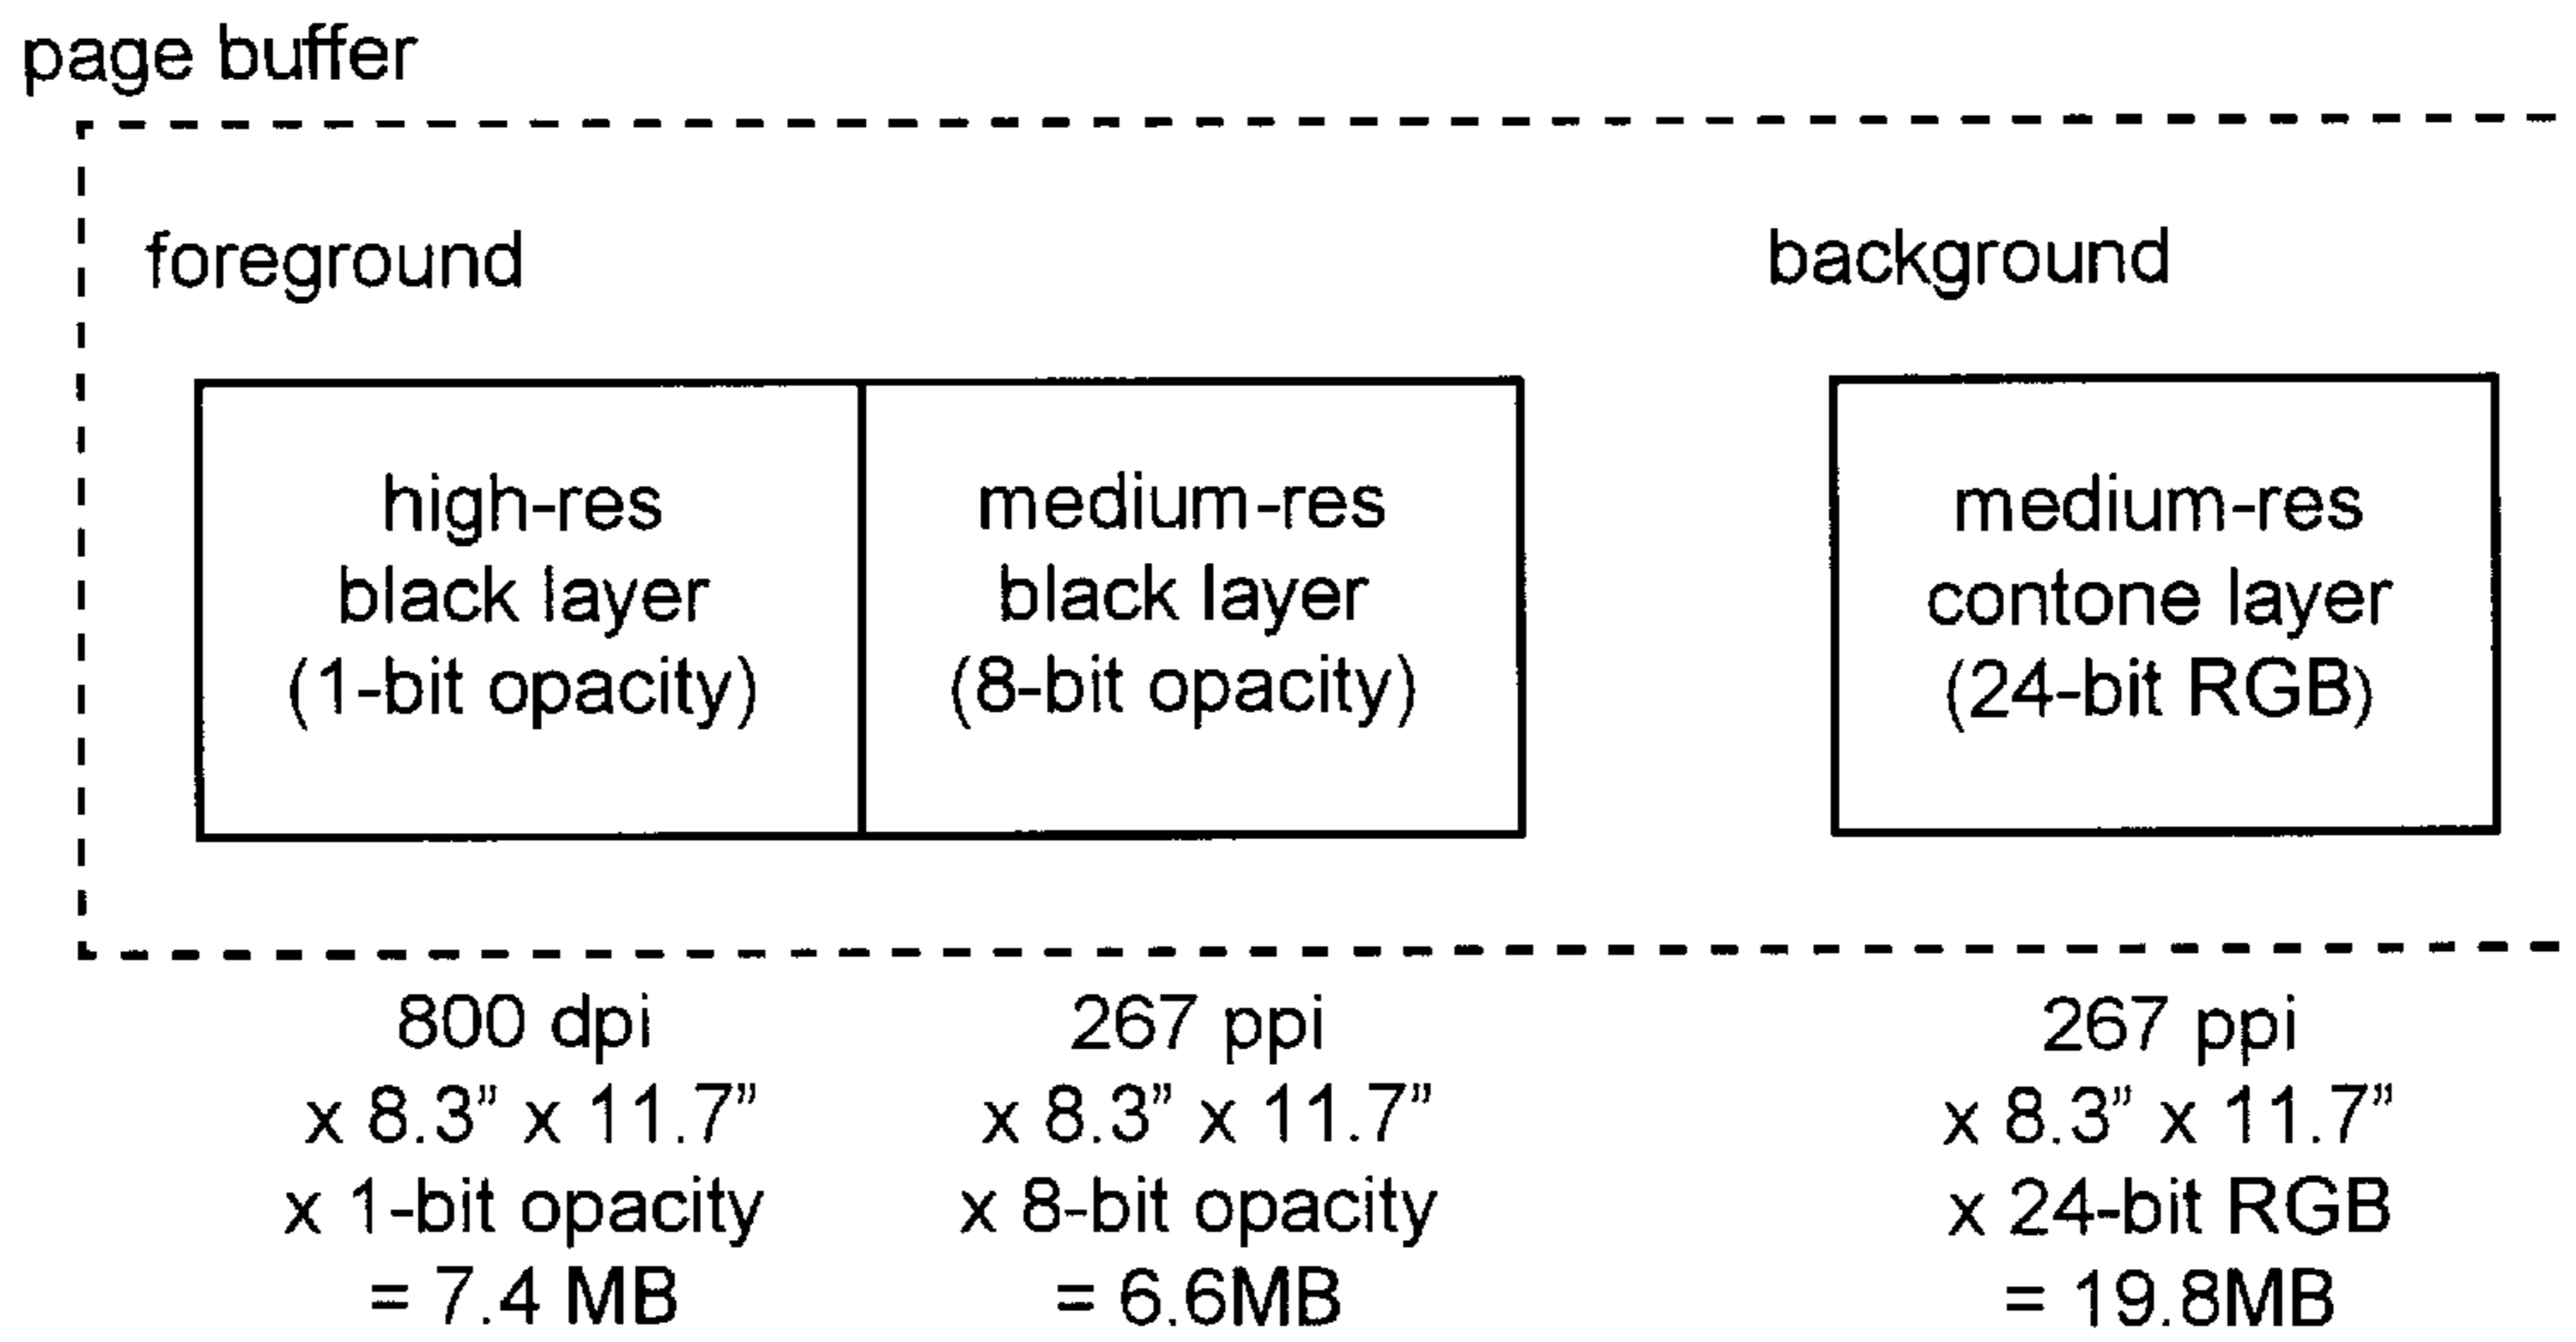 page buffer
foreground
background
high-res
black layer
(1-bit opacity)
medium-res
black layer
(8-bit opacity)
medium-res
contone layer
(24-bit RGB)
800 dpi
x 8.3” x 11.7”
x 1-bit opacity
= 7.4 MB
267 ppi
x 8.3” x 11.7”
x 8-bit opacity
= 6.6MB
267 ppi
x 8.3” x 11.7”
x 24-bit RGB
= 19.8MB